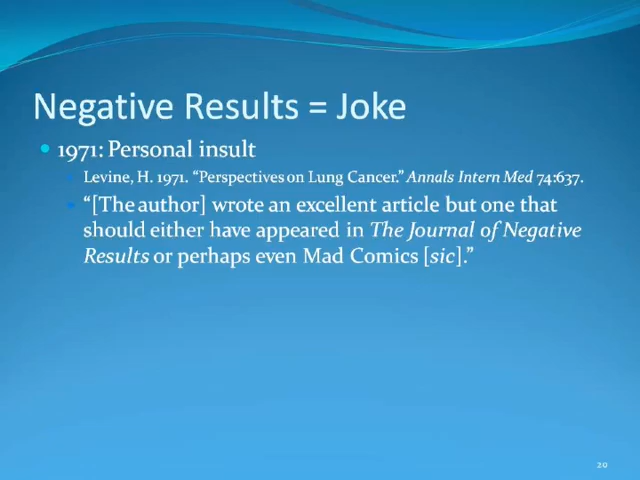 Negative Results = Joke
1971: Personal insult
Levine, H. 1971. “Perspectives on Lung Cancer.” Annals Intern Med 74:637.
“[The author] wrote an excellent article but one that
should either have appeared in The Journal of Negative
Results or perhaps even Mad Comics [sic].”
20